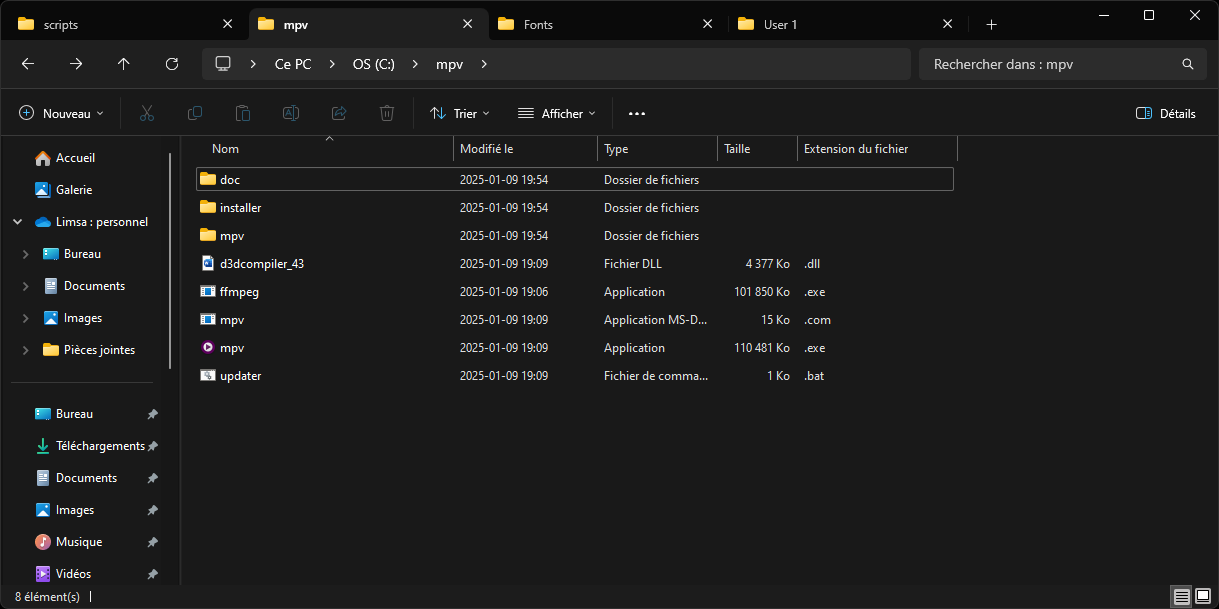 scripts mpv Fonts User 1
Ce PC OS (C:) mpv Rechercher dans : mpv
Nouveau Trier Afficher Détails
Accueil
Galerie
Limsa : personnel
Bureau
Documents
Images
Pièces jointes
Bureau
Téléchargements
Documents
Images
Musique
Vidéos
Nom Modifié le Type Taille Extension du fichier
doc 2025-01-09 19:54 Dossier de fichiers
installer 2025-01-09 19:54 Dossier de fichiers
mpv 2025-01-09 19:54 Dossier de fichiers
d3dcompiler_43 2025-01-09 19:09 Fichier DLL 4 377 Ko .dll
ffmpeg 2025-01-09 19:06 Application 101 850 Ko .exe
mpv 2025-01-09 19:09 Application MS-D... 15 Ko .com
mpv 2025-01-09 19:09 Application 110 481 Ko .exe
updater 2025-01-09 19:09 Fichier de comma... 1 Ko .bat
8 élément(s)